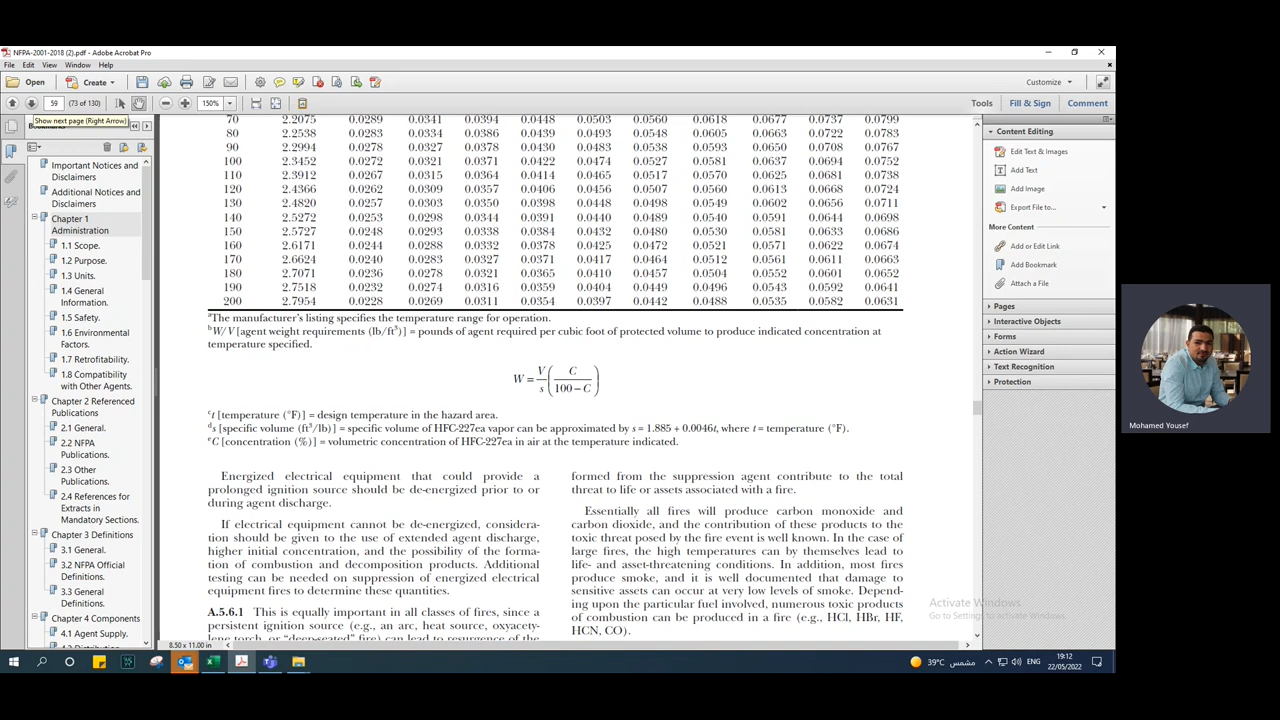 NFPA-2001-2018 (2).pdf - Adobe Acrobat Pro
File Edit View Window Help
Open Create Customize
59 (73 of 130) 150% Tools Fill & Sign Comment
Show next page (Right Arrow)
Important Notices and
Disclaimers
Additional Notices and
Disclaimers
Chapter 1
Administration
1.1 Scope.
1.2 Purpose.
1.3 Units.
1.4 General
Information.
1.5 Safety.
1.6 Environmental
Factors.
1.7 Retrofitability.
1.8 Compatibility
with Other Agents.
Chapter 2 Referenced
Publications
2.1 General.
2.2 NFPA
Publications.
2.3 Other
Publications.
2.4 References for
Extracts in
Mandatory Sections.
Chapter 3 Definitions
3.1 General.
3.2 NFPA Official
Definitions.
3.3 General
Definitions.
Chapter 4 Components
4.1 Agent Supply.
70 2.2075 0.0289 0.0341 0.0394 0.0448 0.0503 0.0560 0.0618 0.0677 0.0737 0.0799
80 2.2538 0.0283 0.0334 0.0386 0.0439 0.0493 0.0548 0.0605 0.0663 0.0722 0.0783
90 2.2994 0.0278 0.0327 0.0378 0.0430 0.0483 0.0538 0.0593 0.0650 0.0708 0.0767
100 2.3452 0.0272 0.0321 0.0371 0.0422 0.0474 0.0527 0.0581 0.0637 0.0694 0.0752
110 2.3912 0.0267 0.0315 0.0364 0.0414 0.0465 0.0517 0.0570 0.0625 0.0681 0.0738
120 2.4366 0.0262 0.0309 0.0357 0.0406 0.0456 0.0507 0.0560 0.0613 0.0668 0.0724
130 2.4820 0.0257 0.0303 0.0350 0.0398 0.0448 0.0498 0.0549 0.0602 0.0656 0.0711
140 2.5272 0.0253 0.0298 0.0344 0.0391 0.0440 0.0489 0.0540 0.0591 0.0644 0.0698
150 2.5727 0.0248 0.0293 0.0338 0.0384 0.0432 0.0480 0.0530 0.0581 0.0633 0.0686
160 2.6171 0.0244 0.0288 0.0332 0.0378 0.0425 0.0472 0.0521 0.0571 0.0622 0.0674
170 2.6624 0.0240 0.0283 0.0327 0.0371 0.0417 0.0464 0.0512 0.0561 0.0611 0.0663
180 2.7071 0.0236 0.0278 0.0321 0.0365 0.0410 0.0457 0.0504 0.0552 0.0601 0.0652
190 2.7518 0.0232 0.0274 0.0316 0.0359 0.0404 0.0449 0.0496 0.0543 0.0592 0.0641
200 2.7954 0.0228 0.0269 0.0311 0.0354 0.0397 0.0442 0.0488 0.0535 0.0582 0.0631
aThe manufacturer's listing specifies the temperature range for operation.
bW/V [agent weight requirements (lb/ft3)] = pounds of agent required per cubic foot of protected volume to produce indicated concentration at
temperature specified.
W = V/s (C/100 − C)
ct [temperature (°F)] = design temperature in the hazard area.
ds [specific volume (ft3/lb)] = specific volume of HFC-227ea vapor can be approximated by s = 1.885 + 0.0046t, where t = temperature (°F).
eC [concentration (%)] = volumetric concentration of HFC-227ea in air at the temperature indicated.
Energized electrical equipment that could provide a
prolonged ignition source should be de-energized prior to or
during agent discharge.
If electrical equipment cannot be de-energized, considera-
tion should be given to the use of extended agent discharge,
higher initial concentration, and the possibility of the forma-
tion of combustion and decomposition products. Additional
testing can be needed on suppression of energized electrical
equipment fires to determine these quantities.
A.5.6.1 This is equally important in all classes of fires, since a
persistent ignition source (e.g., an arc, heat source, oxyacety-
lene torch, or "deep-seated" fire) can lead to resurgence of the
formed from the suppression agent contribute to the total
threat to life or assets associated with a fire.
Essentially all fires will produce carbon monoxide and
carbon dioxide, and the contribution of these products to the
toxic threat posed by the fire event is well known. In the case of
large fires, the high temperatures can by themselves lead to
life- and asset-threatening conditions. In addition, most fires
produce smoke, and it is well documented that damage to
sensitive assets can occur at very low levels of smoke. Depend-
ing upon the particular fuel involved, numerous toxic products
of combustion can be produced in a fire (e.g., HCl, HBr, HF,
HCN, CO).
8.50 x 11.00 in
Content Editing
Edit Text & Images
Add Text
Add Image
Export File to...
More Content
Add or Edit Link
Add Bookmark
Attach a File
Pages
Interactive Objects
Forms
Action Wizard
Text Recognition
Protection
Activate Windows
Go to Settings to activate Windows.
Mohamed Yousef
39°C مشمس ENG 19:12
22/05/2022